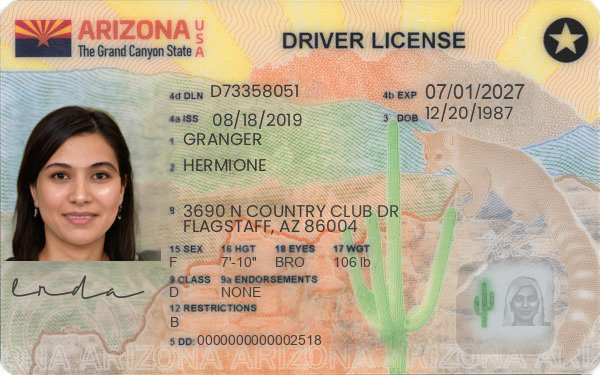 ARIZONA USA
The Grand Canyon State
DRIVER LICENSE
4d DLN D73358051
4b EXP 07/01/2027
4a ISS 08/18/2019
3 DOB 12/20/1987
1 GRANGER
2 HERMIONE
8 3690 N COUNTRY CLUB DR
FLAGSTAFF, AZ 86004
15 SEX 16 HGT 18 EYES 17 WGT
F 7'-10" BRO 106 lb
9 CLASS 9a ENDORSEMENTS
D NONE
12 RESTRICTIONS
B
5 DD: 0000000000002518
ARIZONA ARIZONA ARIZONA ARIZONA